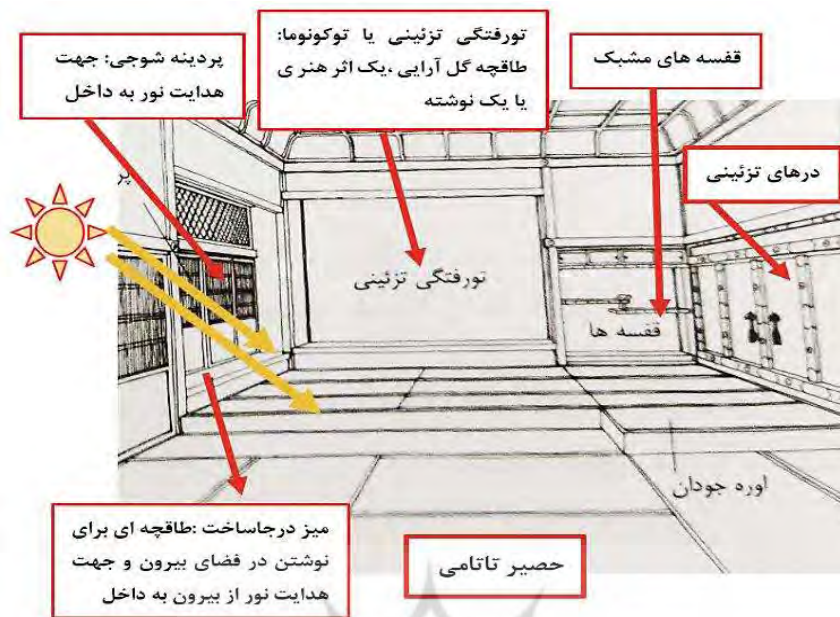 تورفتگی تزئینی یا توکونوما:
طاقچه گل آرایی ،یک اثر هنری
یا یک نوشته
قفسه های مشبک
پردینه شوجی: جهت
هدایت نور به داخل
درهای تزئینی
پر
تورفتگی تزئینی
قفسه ها
اوره جودان
میز درجاساخت :طاقچه ای برای
نوشتن در فضای بیرون و جهت
هدایت نور از بیرون به داخل
حصیر تاتامی